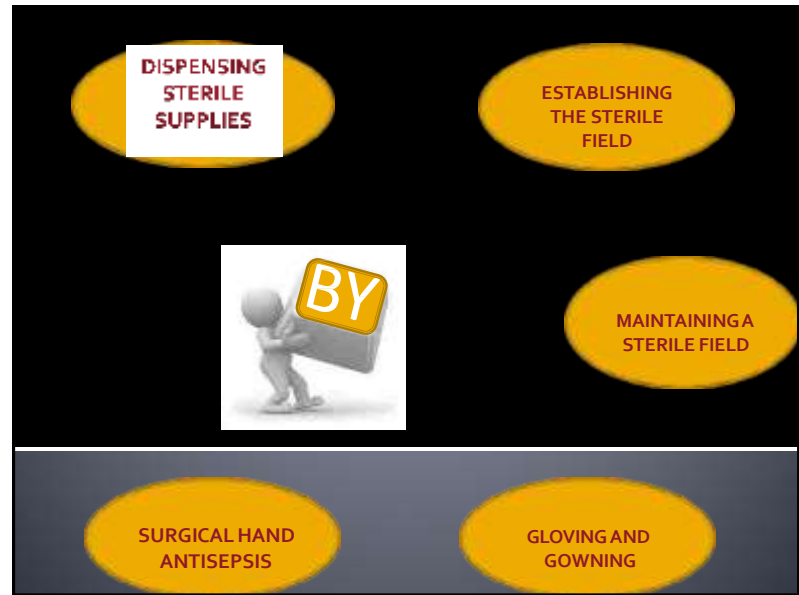 DISPENSING
STERILE
SUPPLIES
ESTABLISHING
THE STERILE
FIELD
BY
MAINTAINING A
STERILE FIELD
SURGICAL HAND
ANTISEPSIS
GLOVING AND
GOWNING